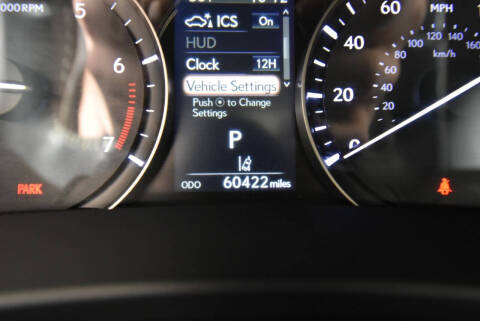 000 RPM
5
6
7
PARK
ICS On
HUD
Clock 12H
Vehicle Settings
Push to Change
Settings
P
ODO 60422 miles
MPH
40
20
0
160
140
120
100
80
60
40
20
km/h